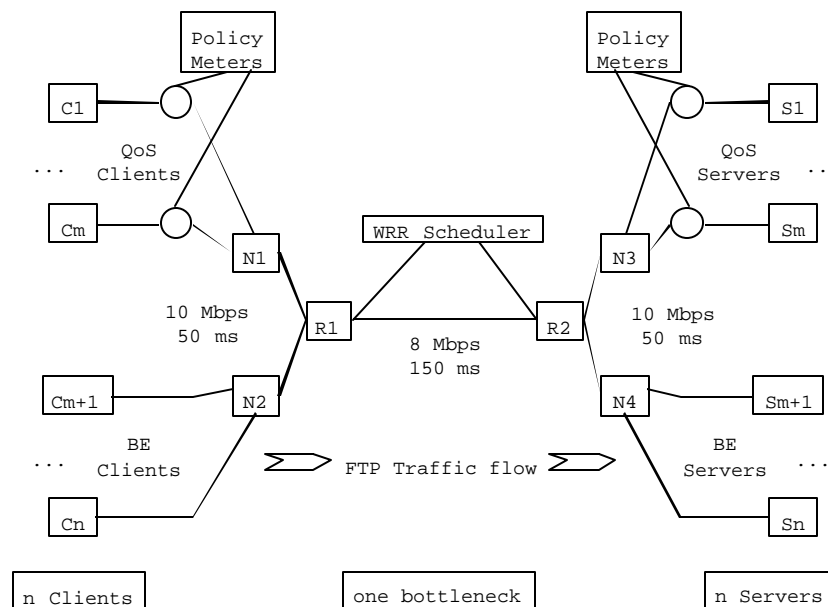 Policy
Meters
Policy
Meters
C1
S1
QoS
Clients
...
QoS
Servers
...
Cm
Sm
WRR Scheduler
N1
N3
10 Mbps
50 ms
R1
R2
10 Mbps
50 ms
8 Mbps
150 ms
Cm+1
N2
N4
Sm+1
BE
Clients
...
FTP Traffic flow
BE
Servers
...
Cn
Sn
n Clients
one bottleneck
n Servers